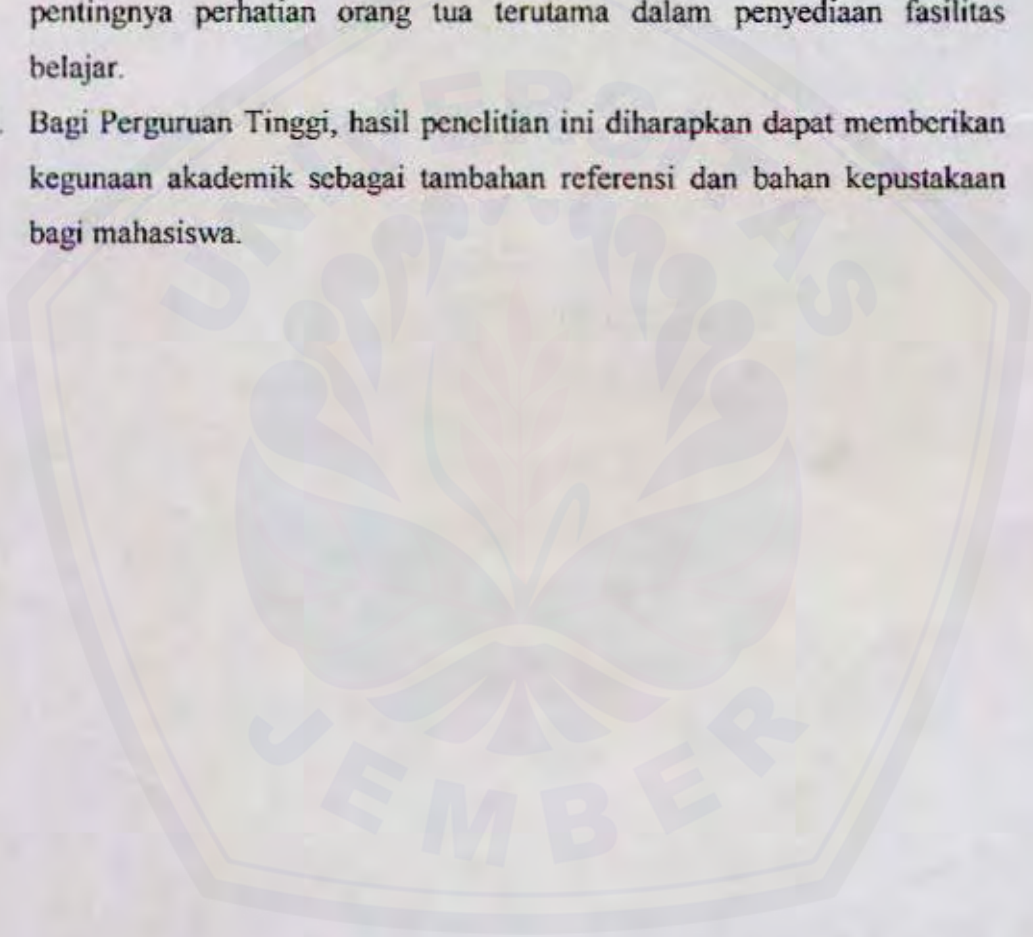 pentingnya perhatian orang tua terutama dalam penyediaan fasilitas
belajar.
. Bagi Perguruan Tinggi, hasil penelitian ini diharapkan dapat memberikan
kegunaan akademik sebagai tambahan referensi dan bahan kepustakaan
bagi mahasiswa.
UNIVERSITAS
JEMBER